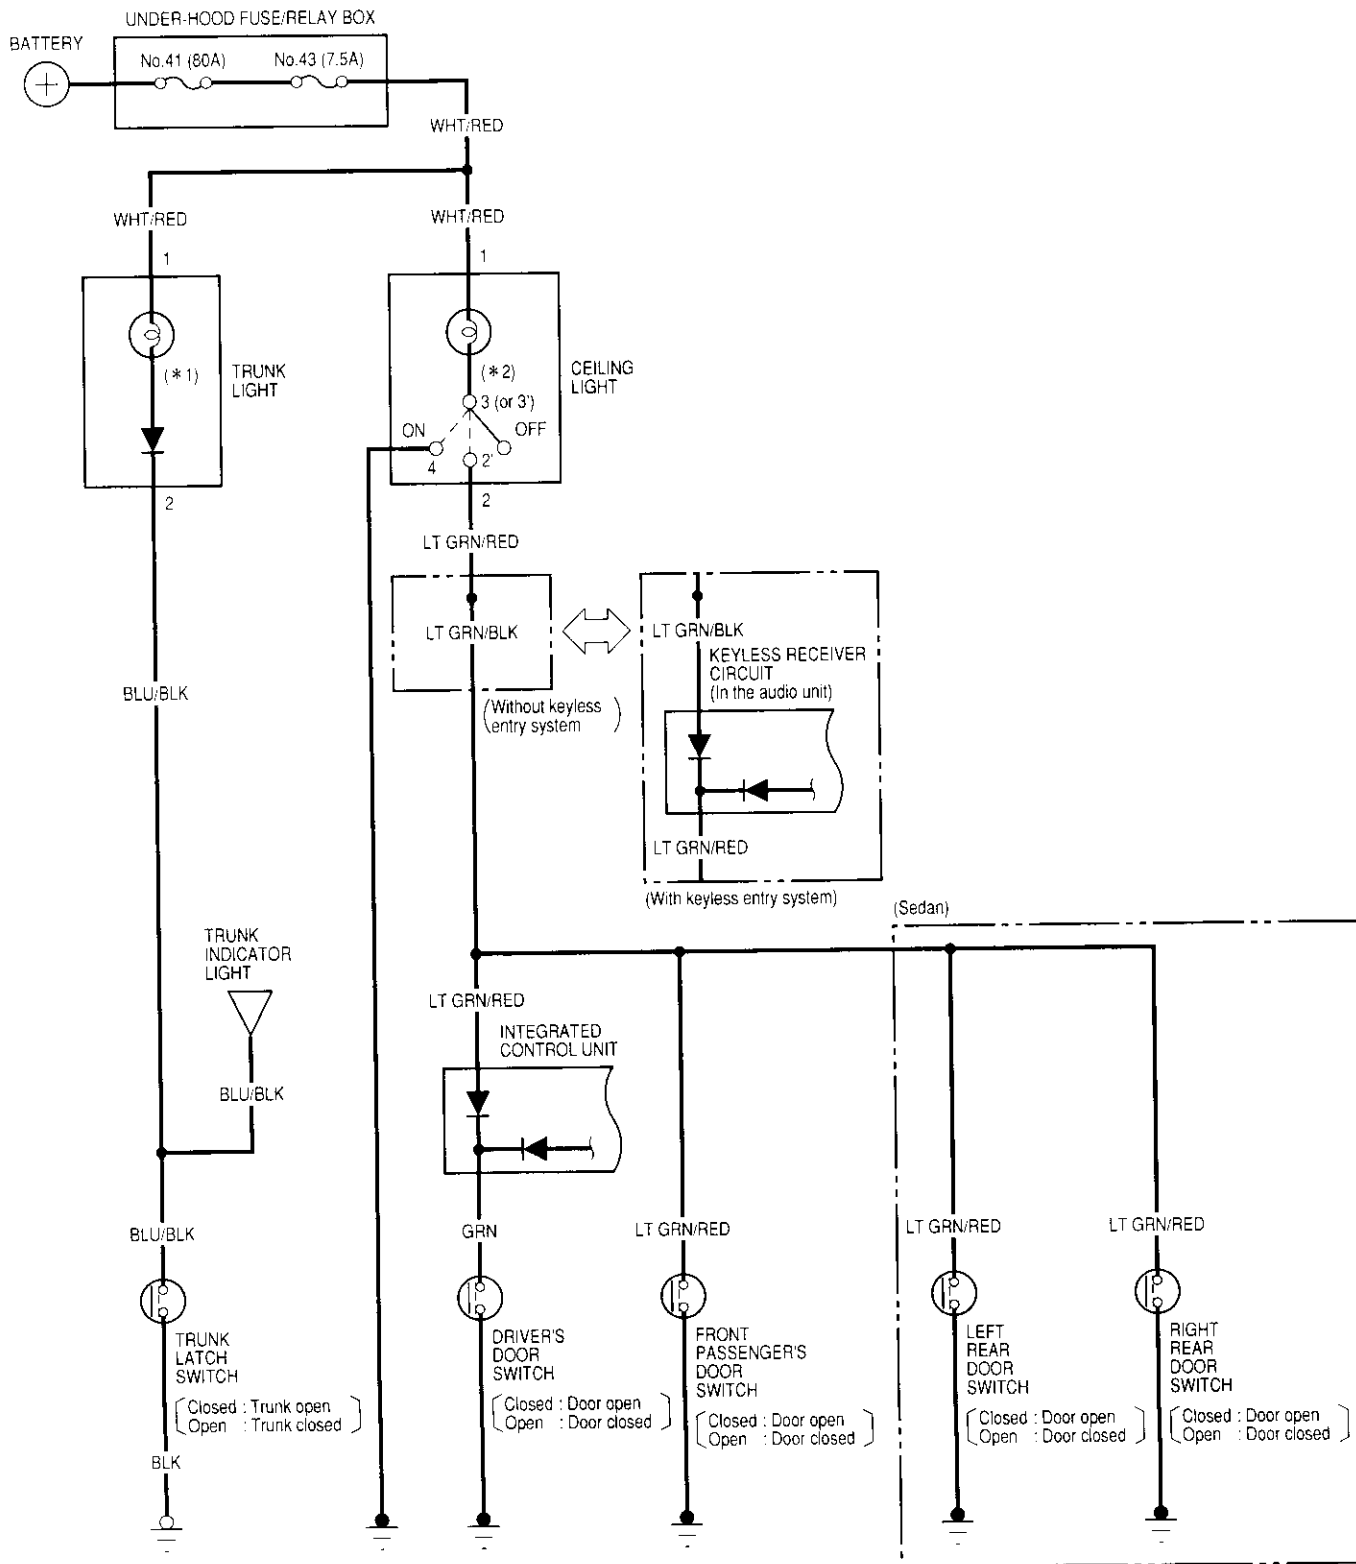 UNDER-HOOD FUSE/RELAY BOX
BATTERY
No.41 (80A)
No.43 (7.5A)
WHT/RED
WHT/RED
WHT/RED
1
1
(*1)
TRUNK
LIGHT
(*2)
CEILING
LIGHT
3 (or 3')
ON
OFF
4
2'
2
2
LT GRN/RED
LT GRN/BLK
(Without keyless
entry system)
LT GRN/BLK
KEYLESS RECEIVER
CIRCUIT
(In the audio unit)
LT GRN/RED
(With keyless entry system)
BLU/BLK
(Sedan)
TRUNK
INDICATOR
LIGHT
BLU/BLK
LT GRN/RED
INTEGRATED
CONTROL UNIT
BLU/BLK
GRN
LT GRN/RED
LT GRN/RED
LT GRN/RED
TRUNK
LATCH
SWITCH
[Closed : Trunk open
Open : Trunk closed]
BLK
DRIVER'S
DOOR
SWITCH
[Closed : Door open
Open : Door closed]
FRONT
PASSENGER'S
DOOR
SWITCH
[Closed : Door open
Open : Door closed]
LEFT
REAR
DOOR
SWITCH
[Closed : Door open
Open : Door closed]
RIGHT
REAR
DOOR
SWITCH
[Closed : Door open
Open : Door closed]